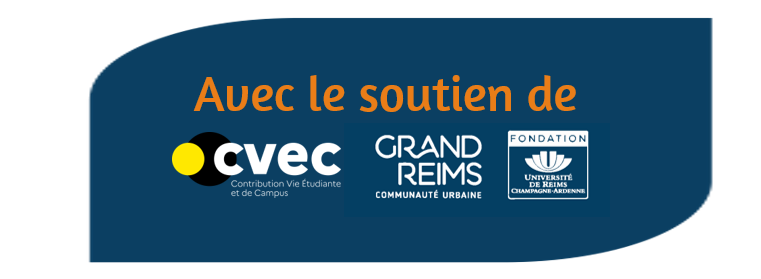 Avec le soutien de
cvec
Contribution Vie Étudiante
et de Campus
GRAND
REIMS
COMMUNAUTÉ URBAINE
FONDATION
UNIVERSITÉ
DE REIMS
CHAMPAGNE-ARDENNE